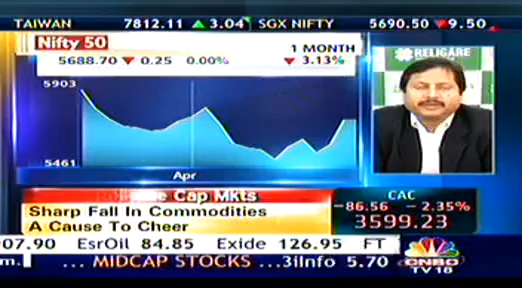 TAIWAN 7812.11 ▲ 3.04 SGX NIFTY 5690.50 ▼ 9.50
Nifty 50
1 MONTH
5688.70 ▼ 0.25 0.00% ▼ 3.13%
5903
5461
Apr
RELIGARE
Cap Mkts
Sharp Fall In Commodities
A Cause To Cheer
CAC
-86.56 -2.35%
3599.23
07.90 EsrOil 84.85 Exide 126.95 FT
m. ... MIDCAP STOCKS ...3iInfo 5.70
CNBC
TV18